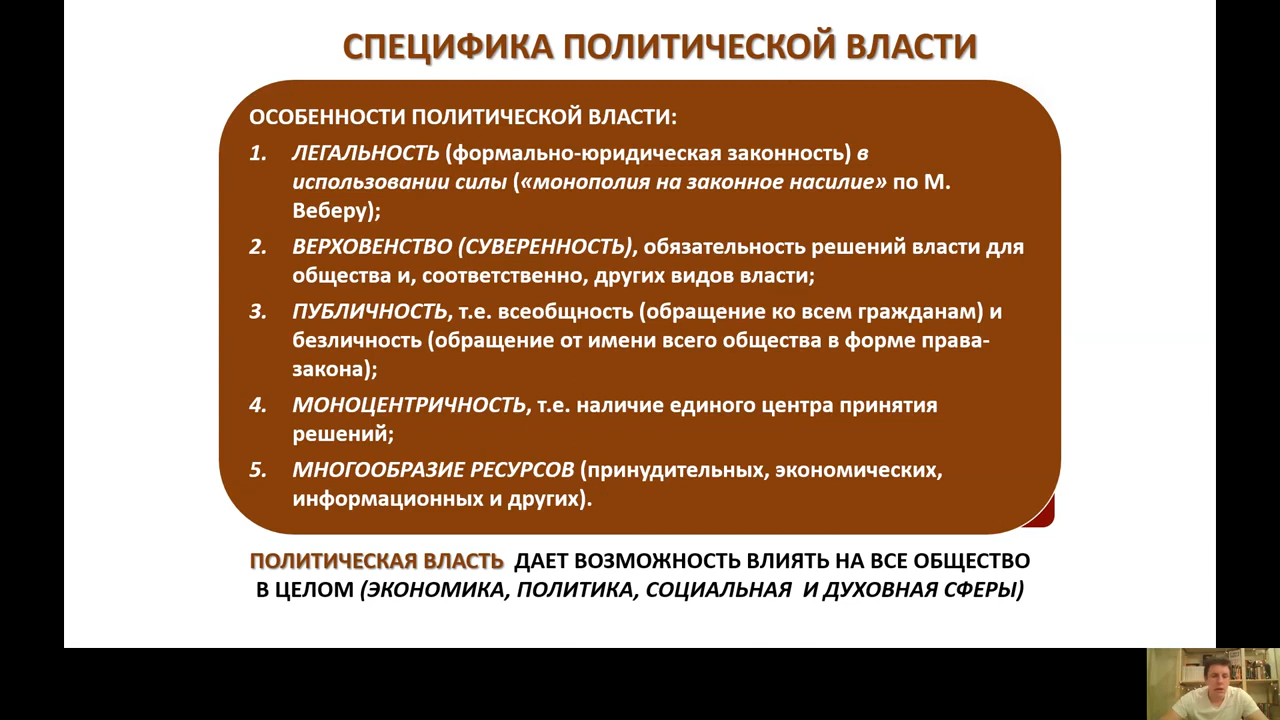 СПЕЦИФИКА ПОЛИТИЧЕСКОЙ ВЛАСТИ
ОСОБЕННОСТИ ПОЛИТИЧЕСКОЙ ВЛАСТИ:
1. ЛЕГАЛЬНОСТЬ (формально-юридическая законность) в
использовании силы («монополия на законное насилие» по М.
Веберу);
2. ВЕРХОВЕНСТВО (СУВЕРЕННОСТЬ), обязательность решений власти для
общества и, соответственно, других видов власти;
3. ПУБЛИЧНОСТЬ, т.е. всеобщность (обращение ко всем гражданам) и
безличность (обращение от имени всего общества в форме права-
закона);
4. МОНОЦЕНТРИЧНОСТЬ, т.е. наличие единого центра принятия
решений;
5. МНОГООБРАЗИЕ РЕСУРСОВ (принудительных, экономических,
информационных и других).
ПОЛИТИЧЕСКАЯ ВЛАСТЬ ДАЕТ ВОЗМОЖНОСТЬ ВЛИЯТЬ НА ВСЕ ОБЩЕСТВО
В ЦЕЛОМ (ЭКОНОМИКА, ПОЛИТИКА, СОЦИАЛЬНАЯ И ДУХОВНАЯ СФЕРЫ)